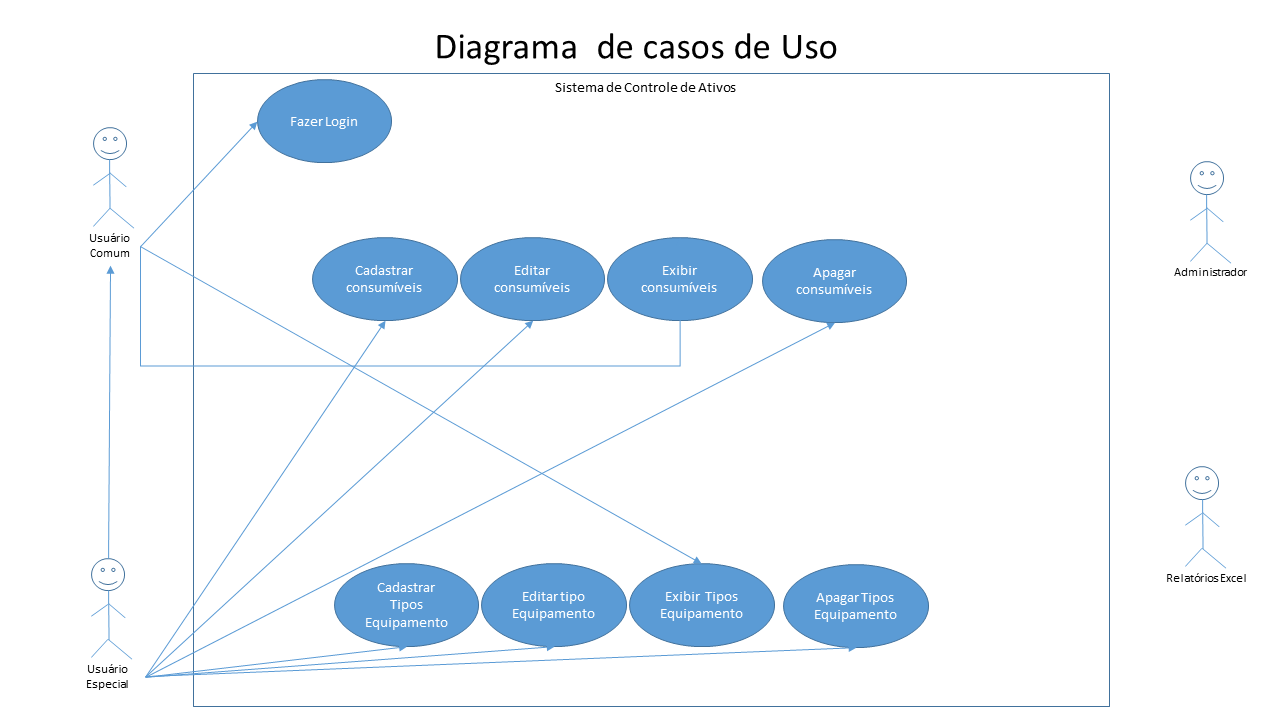 Diagrama de casos de Uso
Sistema de Controle de Ativos
Fazer Login
Usuário
Comum
Cadastrar
consumíveis
Editar
consumíveis
Exibir
consumíveis
Apagar
consumíveis
Administrador
Cadastrar
Tipos
Equipamento
Editar tipo
Equipamento
Exibir Tipos
Equipamento
Apagar Tipos
Equipamento
Relatórios Excel
Usuário
Especial